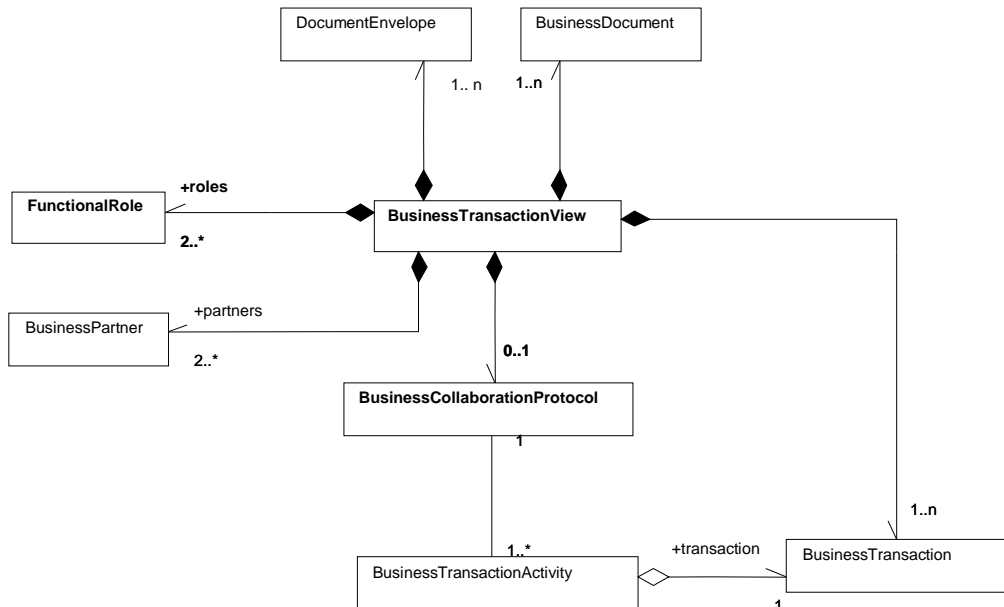 DocumentEnvelope
BusinessDocument
1.. n
1..n
+roles
FunctionalRole
BusinessTransactionView
2..*
+partners
BusinessPartner
2..*
0..1
BusinessCollaborationProtocol
1
1..n
1..*
+transaction
BusinessTransaction
BusinessTransactionActivity
1